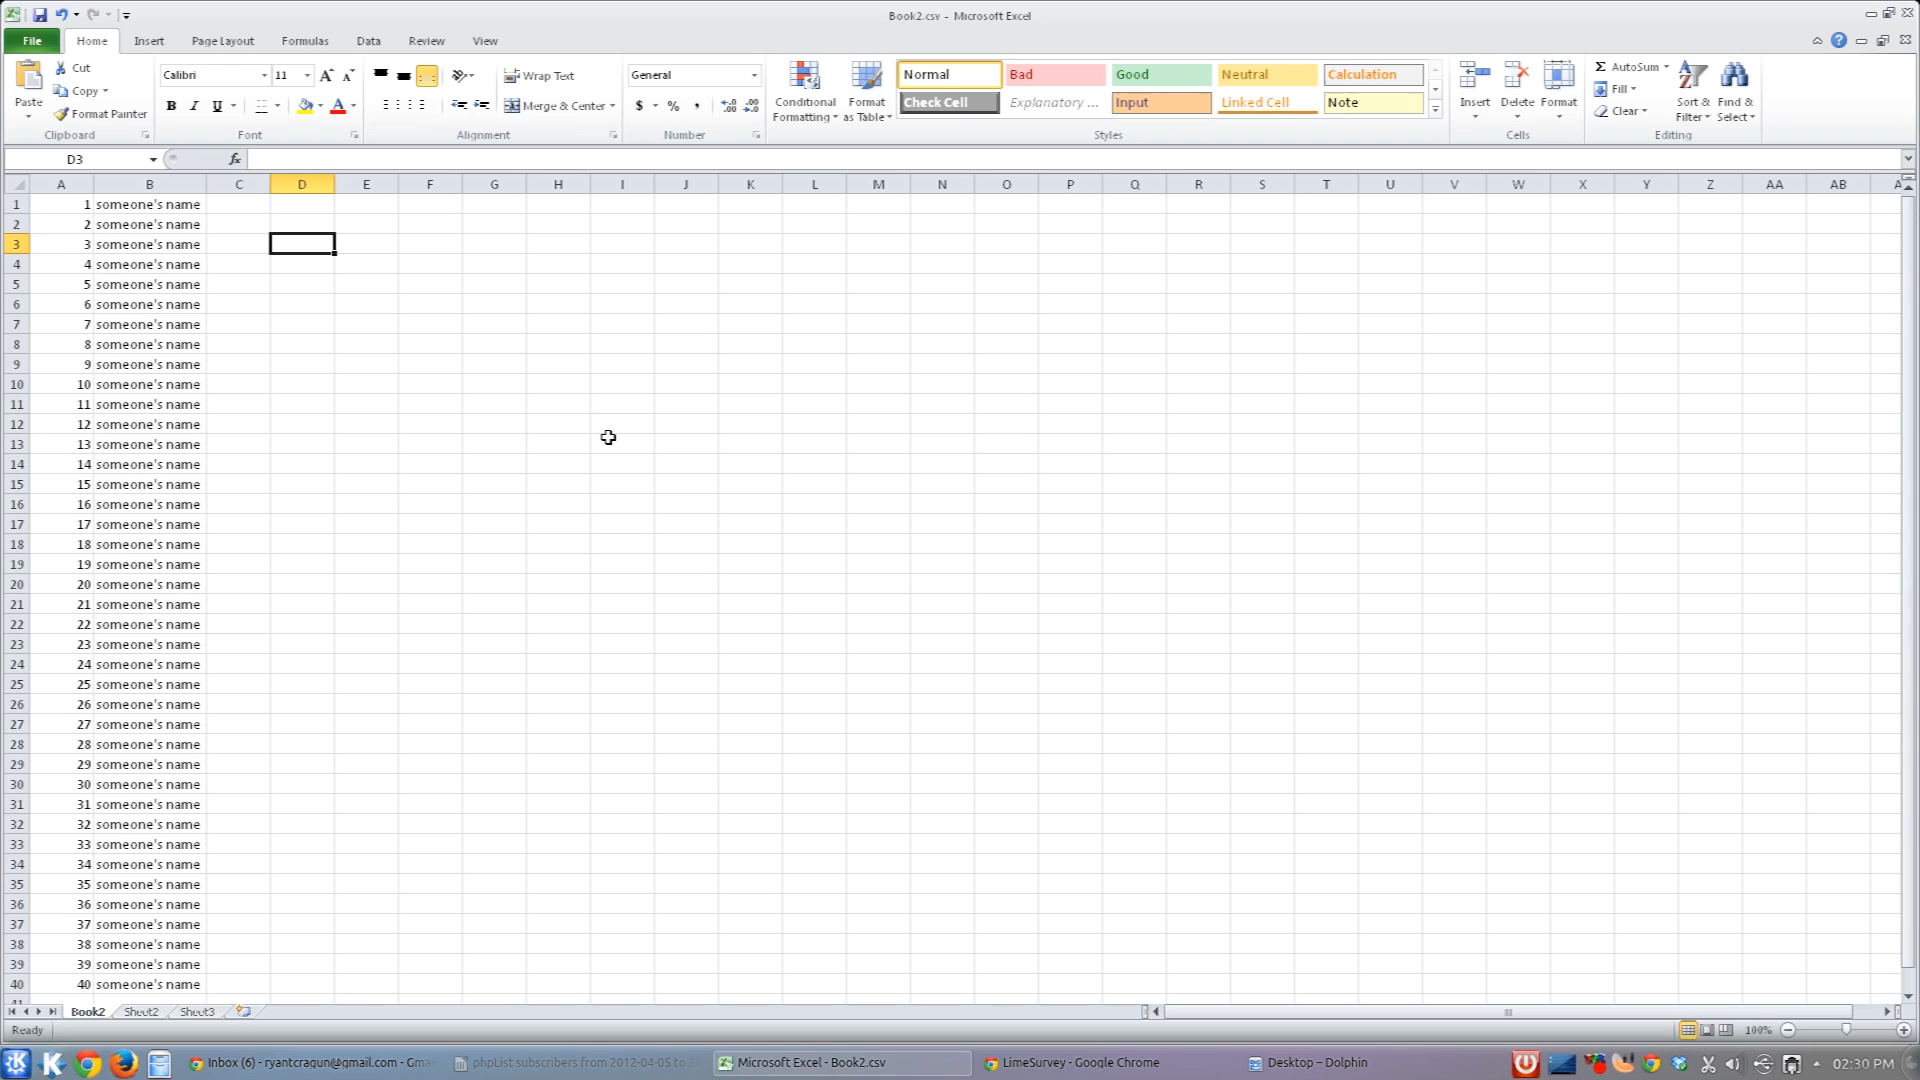 Book2.csv - Microsoft Excel
File Home Insert Page Layout Formulas Data Review View
Paste
Cut
Copy
Format Painter
Clipboard
Calibri 11
B I U
Font
Wrap Text
Merge & Center
Alignment
General
$ % ,
Number
Conditional Formatting
Format as Table
Normal Bad Good Neutral Calculation
Check Cell Explanatory ... Input Linked Cell Note
Styles
Insert Delete Format
Cells
AutoSum
Fill
Clear
Sort & Filter
Find & Select
Editing
D3 fx
A B C D E F G H I J K L M N O P Q R S T U V W X Y Z AA AB
1 1 someone's name
2 2 someone's name
3 3 someone's name
4 4 someone's name
5 5 someone's name
6 6 someone's name
7 7 someone's name
8 8 someone's name
9 9 someone's name
10 10 someone's name
11 11 someone's name
12 12 someone's name
13 13 someone's name
14 14 someone's name
15 15 someone's name
16 16 someone's name
17 17 someone's name
18 18 someone's name
19 19 someone's name
20 20 someone's name
21 21 someone's name
22 22 someone's name
23 23 someone's name
24 24 someone's name
25 25 someone's name
26 26 someone's name
27 27 someone's name
28 28 someone's name
29 29 someone's name
30 30 someone's name
31 31 someone's name
32 32 someone's name
33 33 someone's name
34 34 someone's name
35 35 someone's name
36 36 someone's name
37 37 someone's name
38 38 someone's name
39 39 someone's name
40 40 someone's name
Book2 Sheet2 Sheet3
Ready 100%
Inbox (6) - ryantcragun@gmail.com - Gma phpList subscribers from 2012-04-05 to 2 Microsoft Excel - Book2.csv LimeSurvey - Google Chrome Desktop – Dolphin 02:30 PM